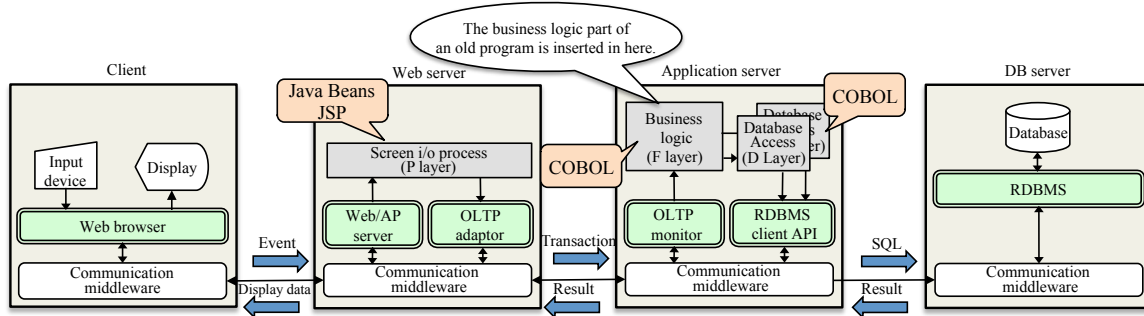 The business logic part of
an old program is inserted in here.
Client
Web server
Application server
DB server
Java Beans
JSP
COBOL
COBOL
Input
device
Display
Web browser
Communication
middleware
Screen i/o process
(P layer)
Web/AP
server
OLTP
adaptor
Communication
middleware
Business
logic
(F layer)
Database
Database
Access
(D Layer)
OLTP
monitor
RDBMS
client API
Communication
middleware
Database
RDBMS
Communication
middleware
Event
Display data
Transaction
Result
SQL
Result